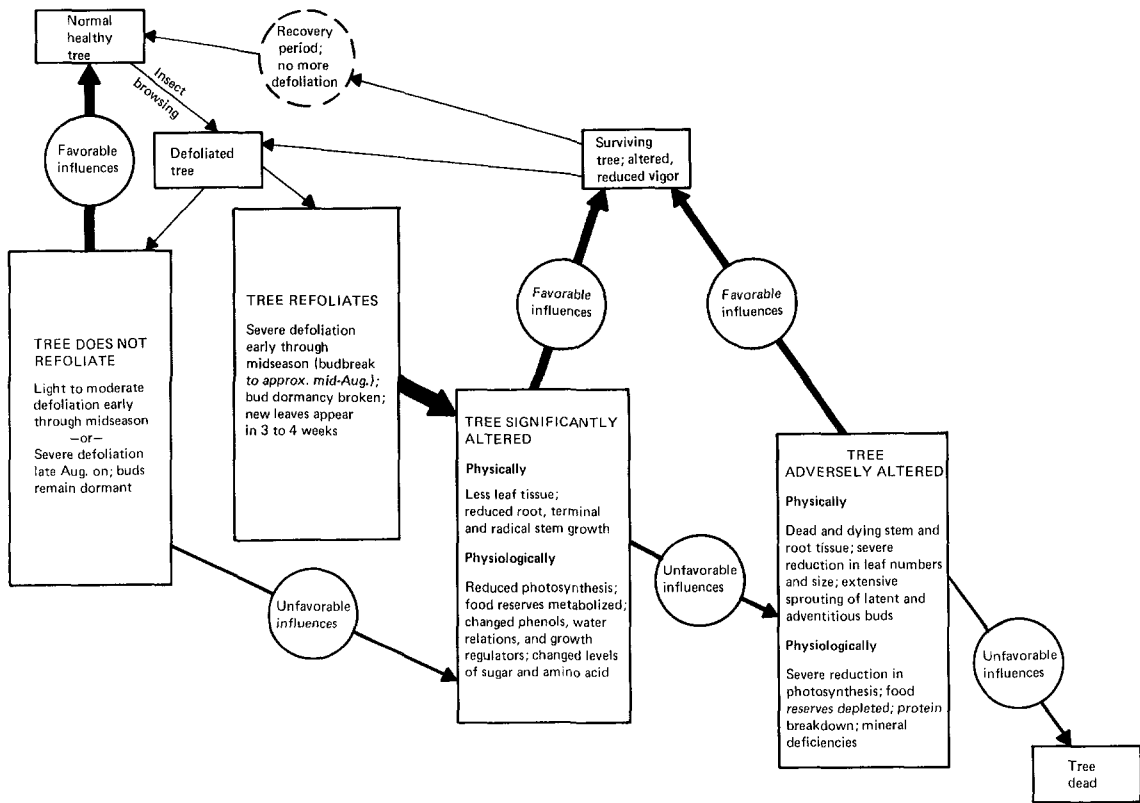 Normal
healthy
tree
Recovery
period;
no more
defoliation
Insect
browsing
Favorable
influences
Defoliated
tree
Surviving
tree; altered,
reduced vigor
TREE DOES NOT
REFOLIATE
Light to moderate
defoliation early
through midseason
—or—
Severe defoliation
late Aug. on; buds
remain dormant
TREE REFOLIATES
Severe defoliation
early through
midseason (budbreak
to approx. mid-Aug.);
bud dormancy broken;
new leaves appear
in 3 to 4 weeks
Favorable
influences
Favorable
influences
TREE SIGNIFICANTLY
ALTERED
Physically
Less leaf tissue;
reduced root, terminal
and radical stem growth
Physiologically
Reduced photosynthesis;
food reserves metabolized;
changed phenols, water
relations, and growth
regulators; changed levels
of sugar and amino acid
Unfavorable
influences
Unfavorable
influences
TREE
ADVERSELY ALTERED
Physically
Dead and dying stem and
root tissue; severe
reduction in leaf numbers
and size; extensive
sprouting of latent and
adventitious buds
Physiologically
Severe reduction in
photosynthesis; food
reserves depleted; protein
breakdown; mineral
deficiencies
Unfavorable
influences
Tree
dead